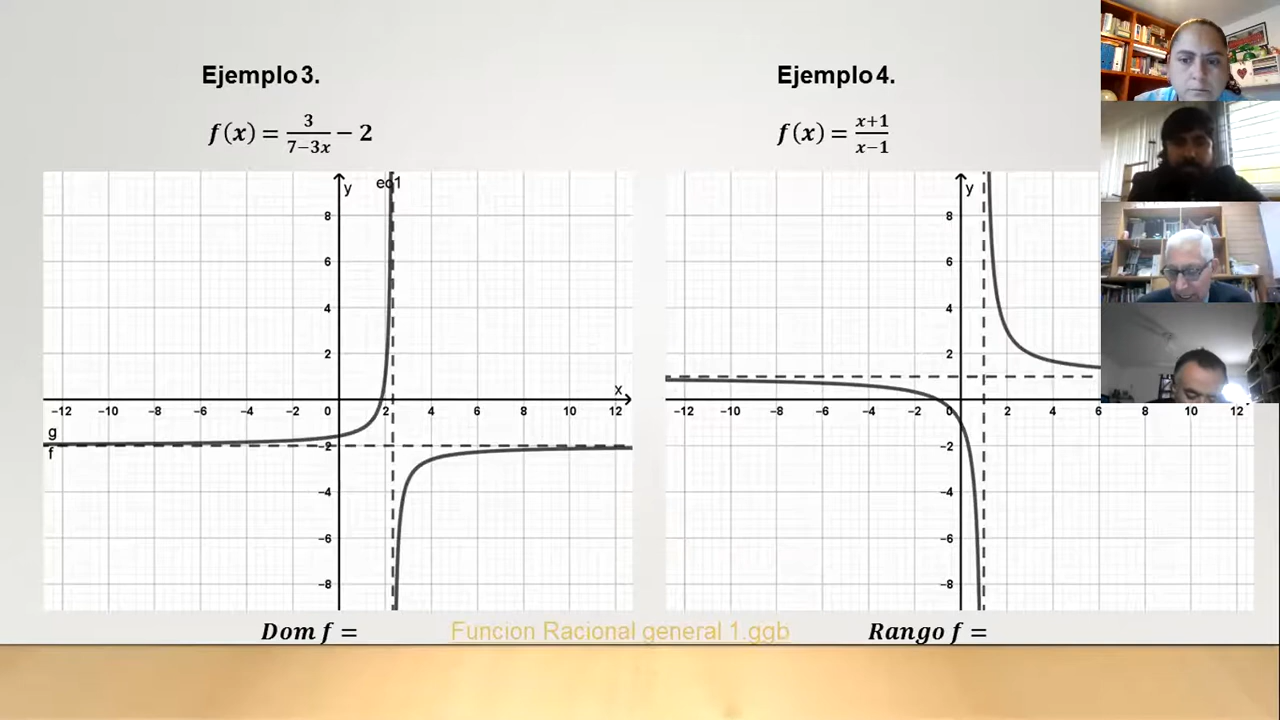 Ejemplo 3.
f(x) = 3/(7−3x) − 2
ec1
y
8
6
4
2
x
−12 −10 −8 −6 −4 −2 0 2 4 6 8 10 12
g
f
−2
−4
−6
−8
Dom f =
Ejemplo 4.
f(x) = (x+1)/(x−1)
y
8
6
4
2
−12 −10 −8 −6 −4 −2 0 2 4 6 8 10 12
−2
−4
−6
−8
Rango f =
Funcion Racional general 1.ggb